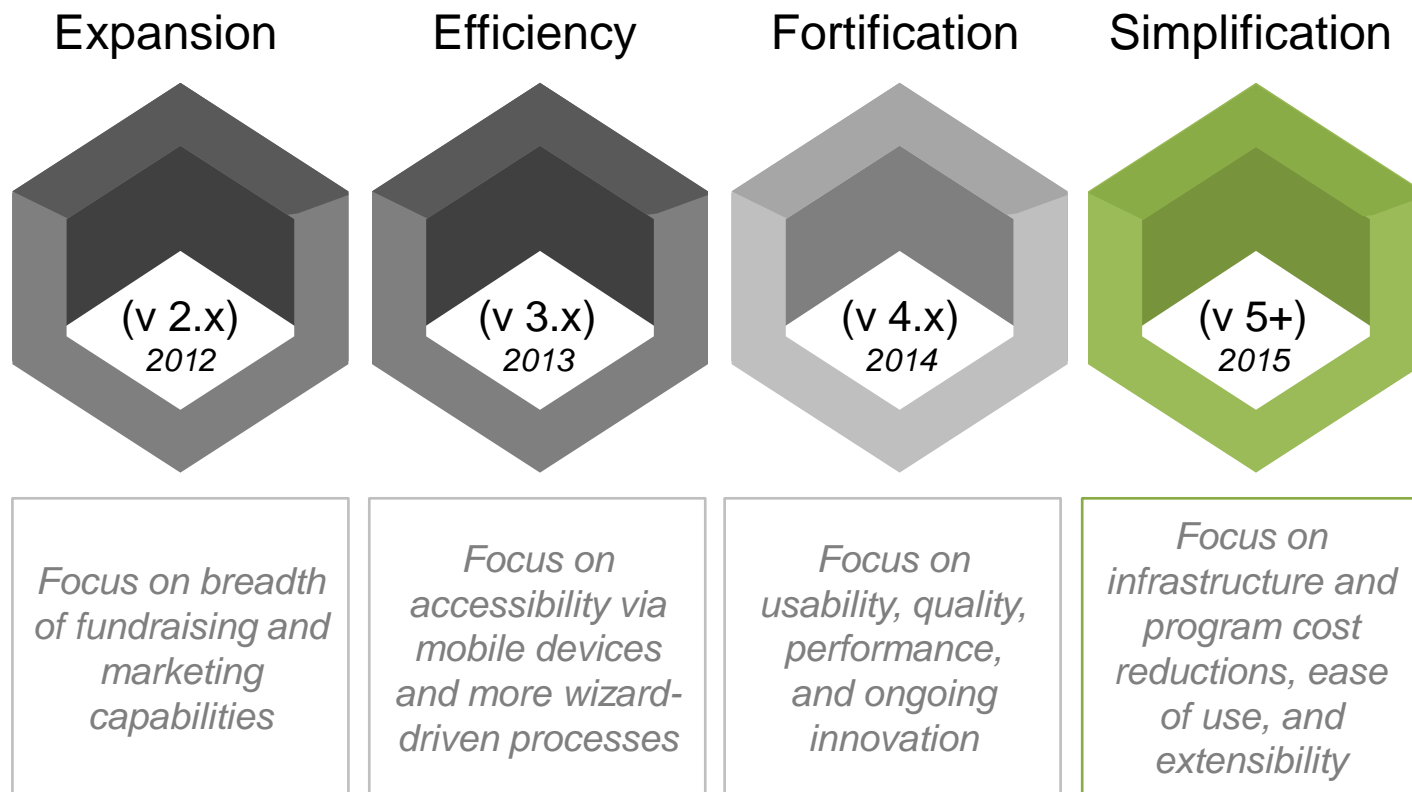 Expansion
Efficiency
Fortification
Simplification
(v 2.x)
2012
(v 3.x)
2013
(v 4.x)
2014
(v 5+)
2015
Focus on breadth
of fundraising and
marketing
capabilities
Focus on
accessibility via
mobile devices
and more wizard-
driven processes
Focus on
usability, quality,
performance,
and ongoing
innovation
Focus on
infrastructure and
program cost
reductions, ease
of use, and
extensibility